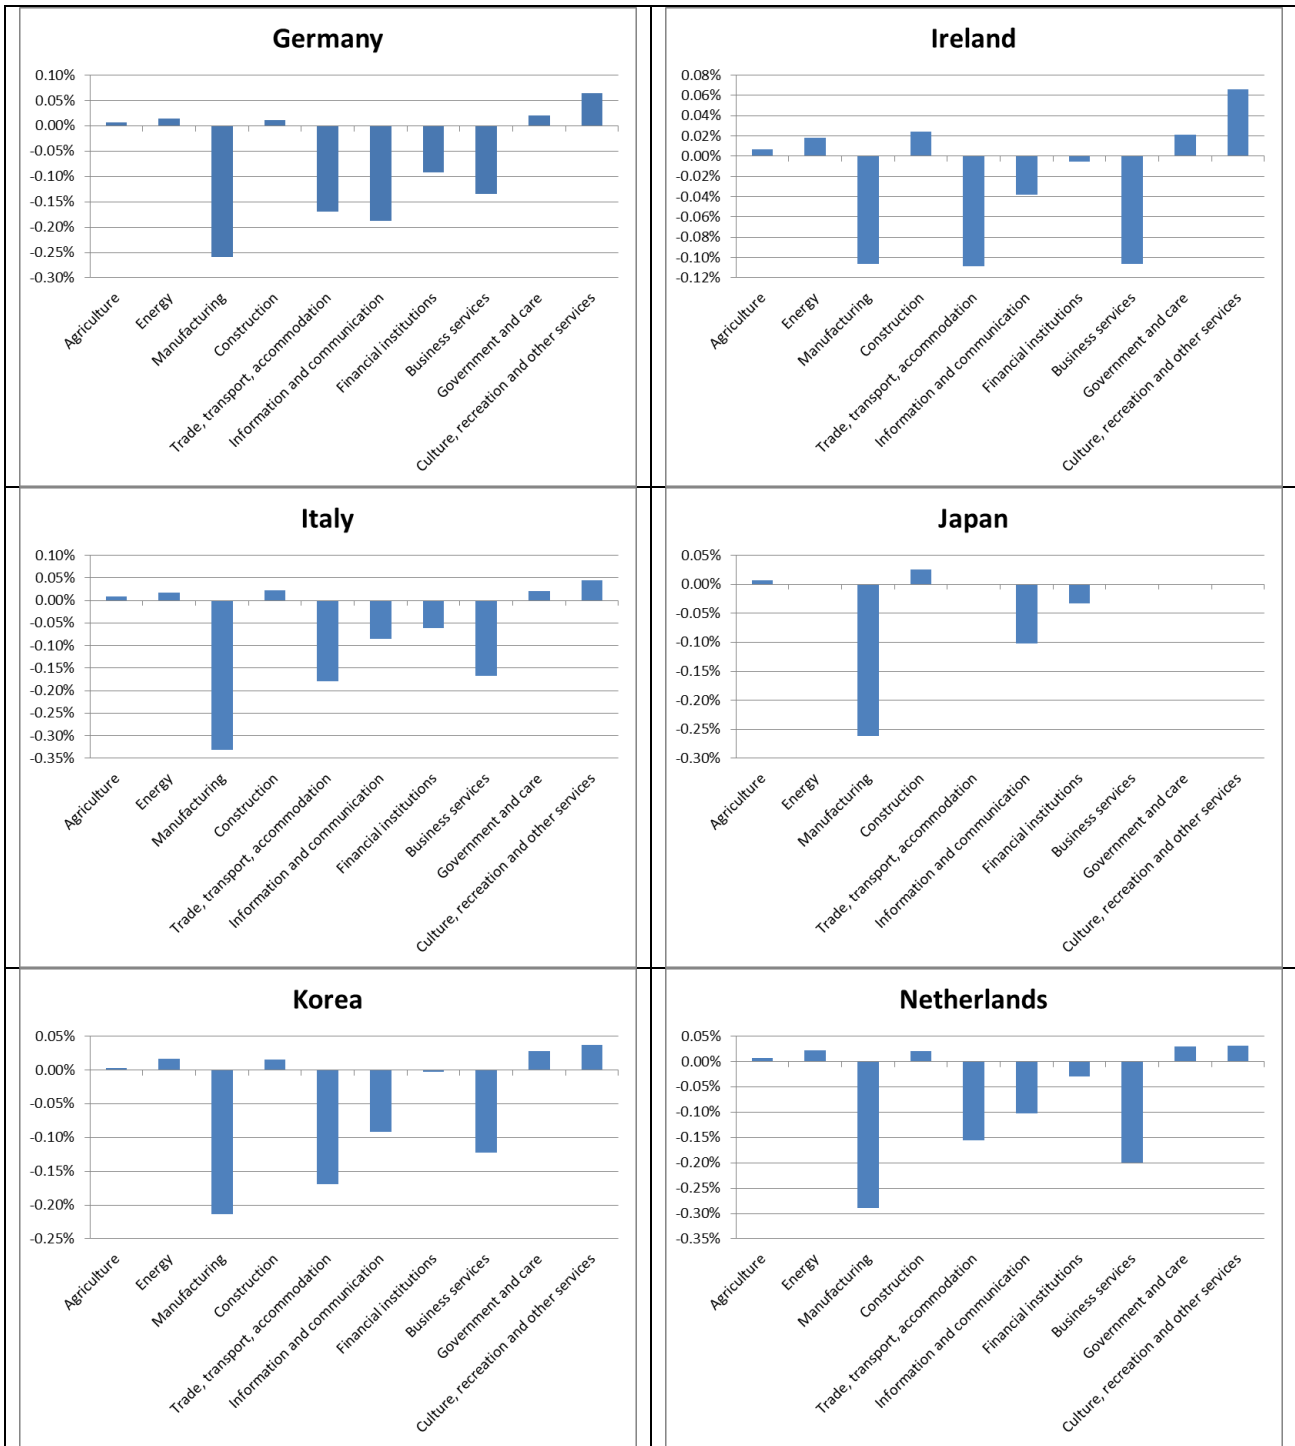 Germany
0.10%
0.05%
0.00%
-0.05%
-0.10%
-0.15%
-0.20%
-0.25%
-0.30%
Agriculture
Energy
Manufacturing
Construction
Trade, transport, accommodation
Information and communication
Financial institutions
Business services
Government and care
Culture, recreation and other services
Ireland
0.08%
0.06%
0.04%
0.02%
0.00%
-0.02%
-0.04%
-0.06%
-0.08%
-0.10%
-0.12%
Agriculture
Energy
Manufacturing
Construction
Trade, transport, accommodation
Information and communication
Financial institutions
Business services
Government and care
Culture, recreation and other services
Italy
0.10%
0.05%
0.00%
-0.05%
-0.10%
-0.15%
-0.20%
-0.25%
-0.30%
-0.35%
Agriculture
Energy
Manufacturing
Construction
Trade, transport, accommodation
Information and communication
Financial institutions
Business services
Government and care
Culture, recreation and other services
Japan
0.05%
0.00%
-0.05%
-0.10%
-0.15%
-0.20%
-0.25%
-0.30%
Agriculture
Energy
Manufacturing
Construction
Trade, transport, accommodation
Information and communication
Financial institutions
Business services
Government and care
Culture, recreation and other services
Korea
0.05%
0.00%
-0.05%
-0.10%
-0.15%
-0.20%
-0.25%
Agriculture
Energy
Manufacturing
Construction
Trade, transport, accommodation
Information and communication
Financial institutions
Business services
Government and care
Culture, recreation and other services
Netherlands
0.05%
0.00%
-0.05%
-0.10%
-0.15%
-0.20%
-0.25%
-0.30%
-0.35%
Agriculture
Energy
Manufacturing
Construction
Trade, transport, accommodation
Information and communication
Financial institutions
Business services
Government and care
Culture, recreation and other services